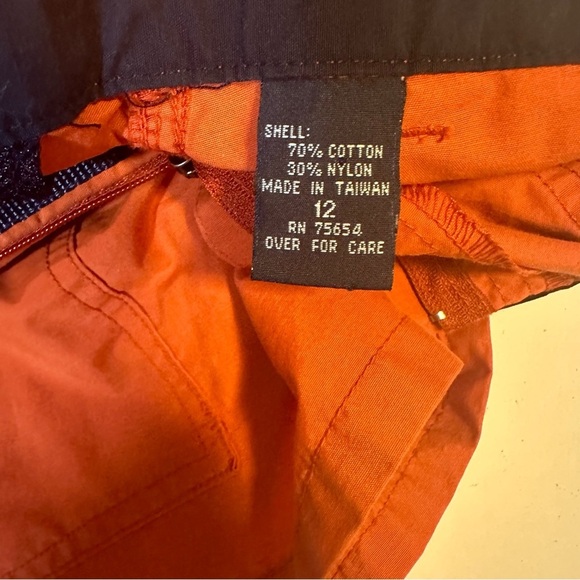 SHELL:
70% COTTON
30% NYLON
MADE IN TAIWAN
12
RN 75654
OVER FOR CARE